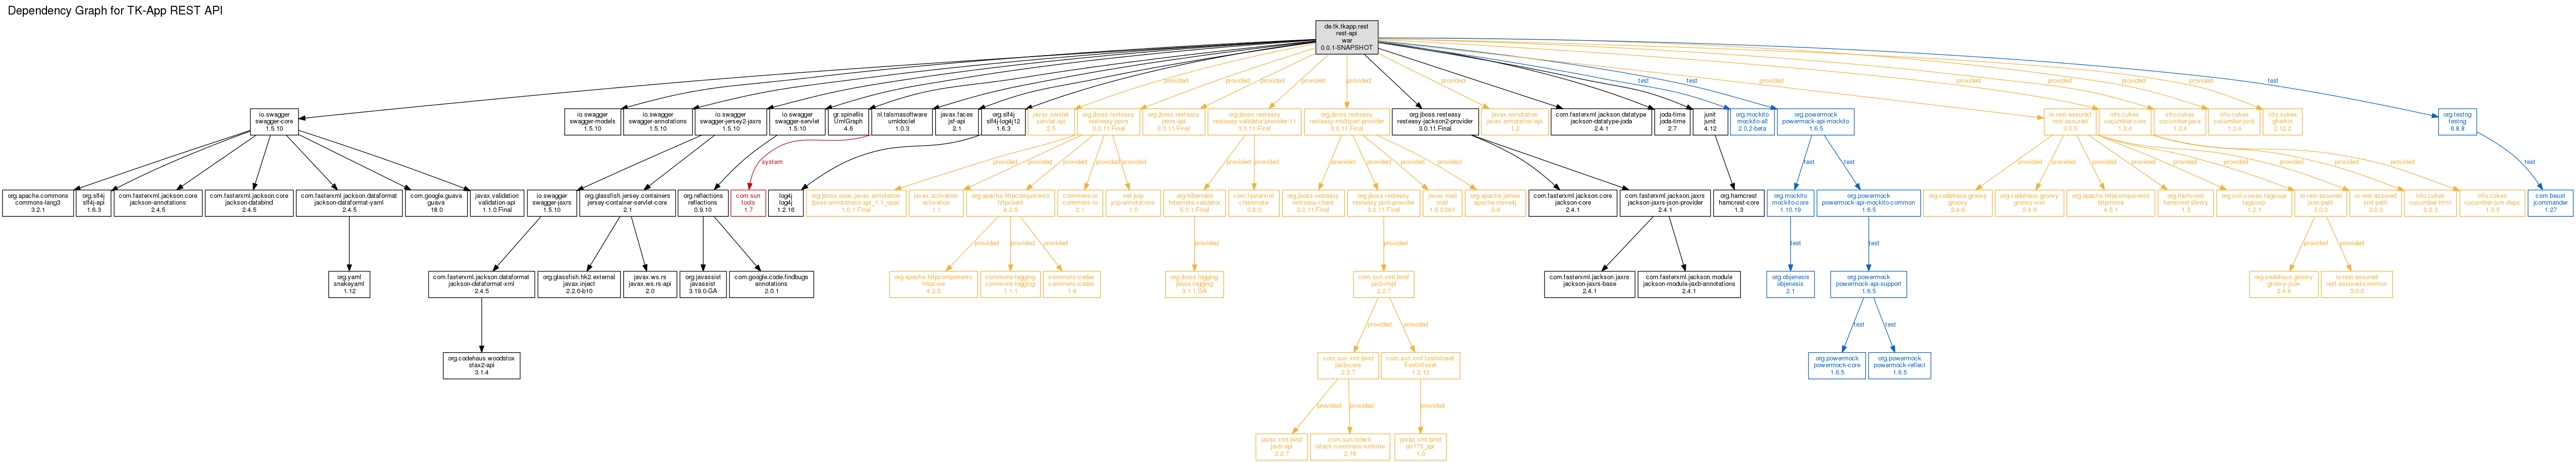 Dependency Graph for TK-App REST API
de.tk.tkapp.rest
rest-api
war
0.0.1-SNAPSHOT
provided
provided
provided
provided
provided
provided
test
test
provided
provided
provided
provided
test
io.swagger
swagger-core
1.5.10
io.swagger
swagger-models
1.5.10
io.swagger
swagger-annotations
1.5.10
io.swagger
swagger-jersey2-jaxrs
1.5.10
io.swagger
swagger-servlet
1.5.10
gr.spinellis
UmlGraph
4.6
nl.talsmasoftware
umldoclet
1.0.3
javax.faces
jsf-api
2.1
org.slf4j
slf4j-log4j12
1.6.3
javax.servlet
servlet-api
2.5
org.jboss.resteasy
resteasy-jaxrs
3.0.11.Final
org.jboss.resteasy
jaxrs-api
3.0.11.Final
org.jboss.resteasy
resteasy-validator-provider-11
3.0.11.Final
org.jboss.resteasy
resteasy-multipart-provider
3.0.11.Final
org.jboss.resteasy
resteasy-jackson2-provider
3.0.11.Final
javax.annotation
javax.annotation-api
1.2
com.fasterxml.jackson.datatype
jackson-datatype-joda
2.4.1
joda-time
joda-time
2.7
junit
junit
4.12
org.mockito
mockito-all
2.0.2-beta
org.powermock
powermock-api-mockito
1.6.5
io.rest-assured
rest-assured
3.0.0
info.cukes
cucumber-core
1.2.4
info.cukes
cucumber-java
1.2.4
info.cukes
cucumber-junit
1.2.4
info.cukes
gherkin
2.12.2
org.testng
testng
6.8.8
system
provided
provided
provided
provided
provided
provided
provided
provided
provided
provided
provided
test
test
provided
provided
provided
provided
provided
provided
provided
provided
provided
test
org.apache.commons
commons-lang3
3.2.1
org.slf4j
slf4j-api
1.6.3
com.fasterxml.jackson.core
jackson-annotations
2.4.5
com.fasterxml.jackson.core
jackson-databind
2.4.5
com.fasterxml.jackson.dataformat
jackson-dataformat-yaml
2.4.5
com.google.guava
guava
18.0
javax.validation
validation-api
1.1.0.Final
io.swagger
swagger-jaxrs
1.5.10
org.glassfish.jersey.containers
jersey-container-servlet-core
2.1
org.reflections
reflections
0.9.10
com.sun
tools
1.7
log4j
log4j
1.2.16
org.jboss.spec.javax.annotation
jboss-annotations-api_1.1_spec
1.0.1.Final
javax.activation
activation
1.1
org.apache.httpcomponents
httpclient
4.2.6
commons-io
commons-io
2.1
net.jcip
jcip-annotations
1.0
org.hibernate
hibernate-validator
5.0.1.Final
com.fasterxml
classmate
0.8.0
org.jboss.resteasy
resteasy-client
3.0.11.Final
org.jboss.resteasy
resteasy-jaxb-provider
3.0.11.Final
javax.mail
mail
1.5.0-b01
org.apache.james
apache-mime4j
0.6
com.fasterxml.jackson.core
jackson-core
2.4.1
com.fasterxml.jackson.jaxrs
jackson-jaxrs-json-provider
2.4.1
org.hamcrest
hamcrest-core
1.3
org.mockito
mockito-core
1.10.19
org.powermock
powermock-api-mockito-common
1.6.5
org.codehaus.groovy
groovy
2.4.6
org.codehaus.groovy
groovy-xml
2.4.6
org.apache.httpcomponents
httpmime
4.5.1
org.hamcrest
hamcrest-library
1.3
org.ccil.cowan.tagsoup
tagsoup
1.2.1
io.rest-assured
json-path
3.0.0
io.rest-assured
xml-path
3.0.0
info.cukes
cucumber-html
0.2.3
info.cukes
cucumber-jvm-deps
1.0.5
com.beust
jcommander
1.27
provided
provided
provided
provided
provided
test
test
provided
provided
org.yaml
snakeyaml
1.12
com.fasterxml.jackson.dataformat
jackson-dataformat-xml
2.4.5
org.glassfish.hk2.external
javax.inject
2.2.0-b10
javax.ws.rs
javax.ws.rs-api
2.0
org.javassist
javassist
3.19.0-GA
com.google.code.findbugs
annotations
2.0.1
org.apache.httpcomponents
httpcore
4.2.5
commons-logging
commons-logging
1.1.1
commons-codec
commons-codec
1.6
org.jboss.logging
jboss-logging
3.1.1.GA
com.sun.xml.bind
jaxb-impl
2.2.7
com.fasterxml.jackson.jaxrs
jackson-jaxrs-base
2.4.1
com.fasterxml.jackson.module
jackson-module-jaxb-annotations
2.4.1
org.objenesis
objenesis
2.1
org.powermock
powermock-api-support
1.6.5
org.codehaus.groovy
groovy-json
2.4.6
io.rest-assured
rest-assured-common
3.0.0
provided
provided
test
test
org.codehaus.woodstox
stax2-api
3.1.4
com.sun.xml.bind
jaxb-core
2.2.7
com.sun.xml.fastinfoset
FastInfoset
1.2.12
org.powermock
powermock-core
1.6.5
org.powermock
powermock-reflect
1.6.5
provided
provided
provided
javax.xml.bind
jaxb-api
2.2.7
com.sun.istack
istack-commons-runtime
2.16
javax.xml.bind
jsr173_api
1.0